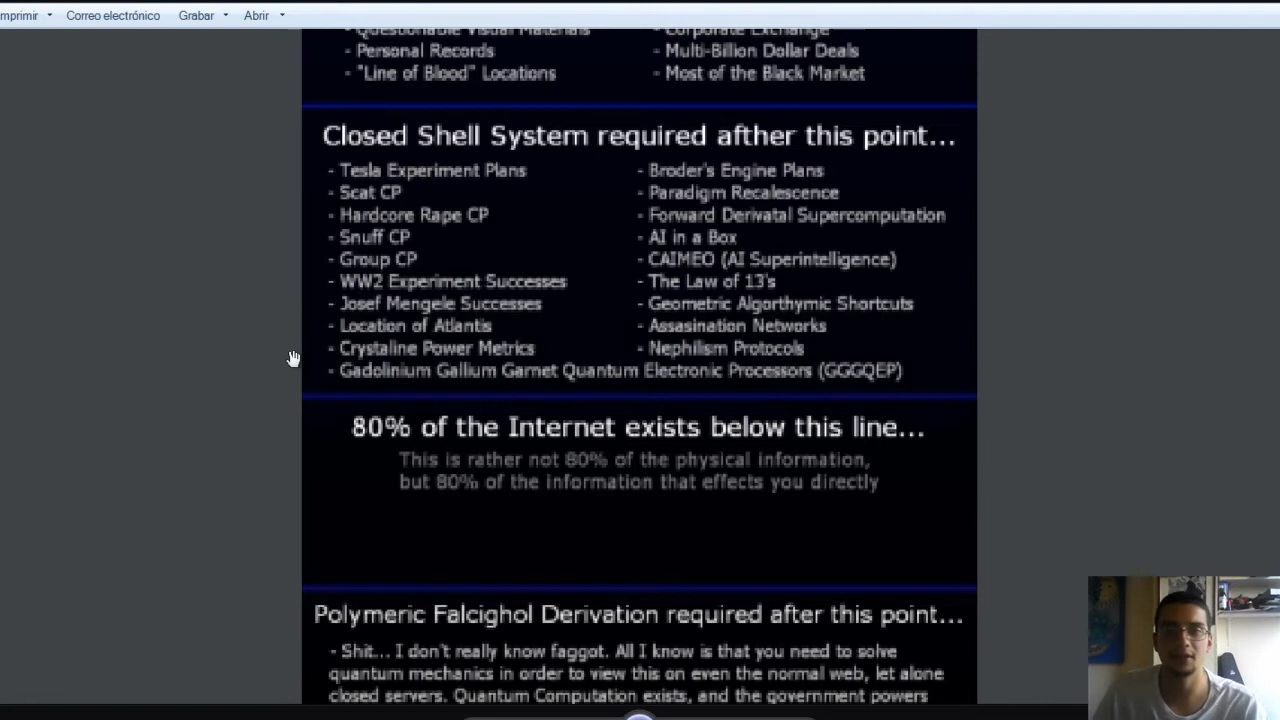 mprimir Correo electrónico Grabar Abrir
- Questionable Visual Materials
- Personal Records
- "Line of Blood" Locations
- Corporate Exchange
- Multi-Billion Dollar Deals
- Most of the Black Market
Closed Shell System required afther this point...
- Tesla Experiment Plans
- Scat CP
- Hardcore Rape CP
- Snuff CP
- Group CP
- WW2 Experiment Successes
- Josef Mengele Successes
- Location of Atlantis
- Crystaline Power Metrics
- Broder's Engine Plans
- Paradigm Recalescence
- Forward Derivatal Supercomputation
- AI in a Box
- CAIMEO (AI Superintelligence)
- The Law of 13's
- Geometric Algorthymic Shortcuts
- Assasination Networks
- Nephilism Protocols
- Gadolinium Gallium Garnet Quantum Electronic Processors (GGGQEP)
80% of the Internet exists below this line...
This is rather not 80% of the physical information,
but 80% of the information that effects you directly
Polymeric Falcighol Derivation required after this point...
- Shit... I don't really know faggot. All I know is that you need to solve
quantum mechanics in order to view this on even the normal web, let alone
closed servers. Quantum Computation exists, and the government powers